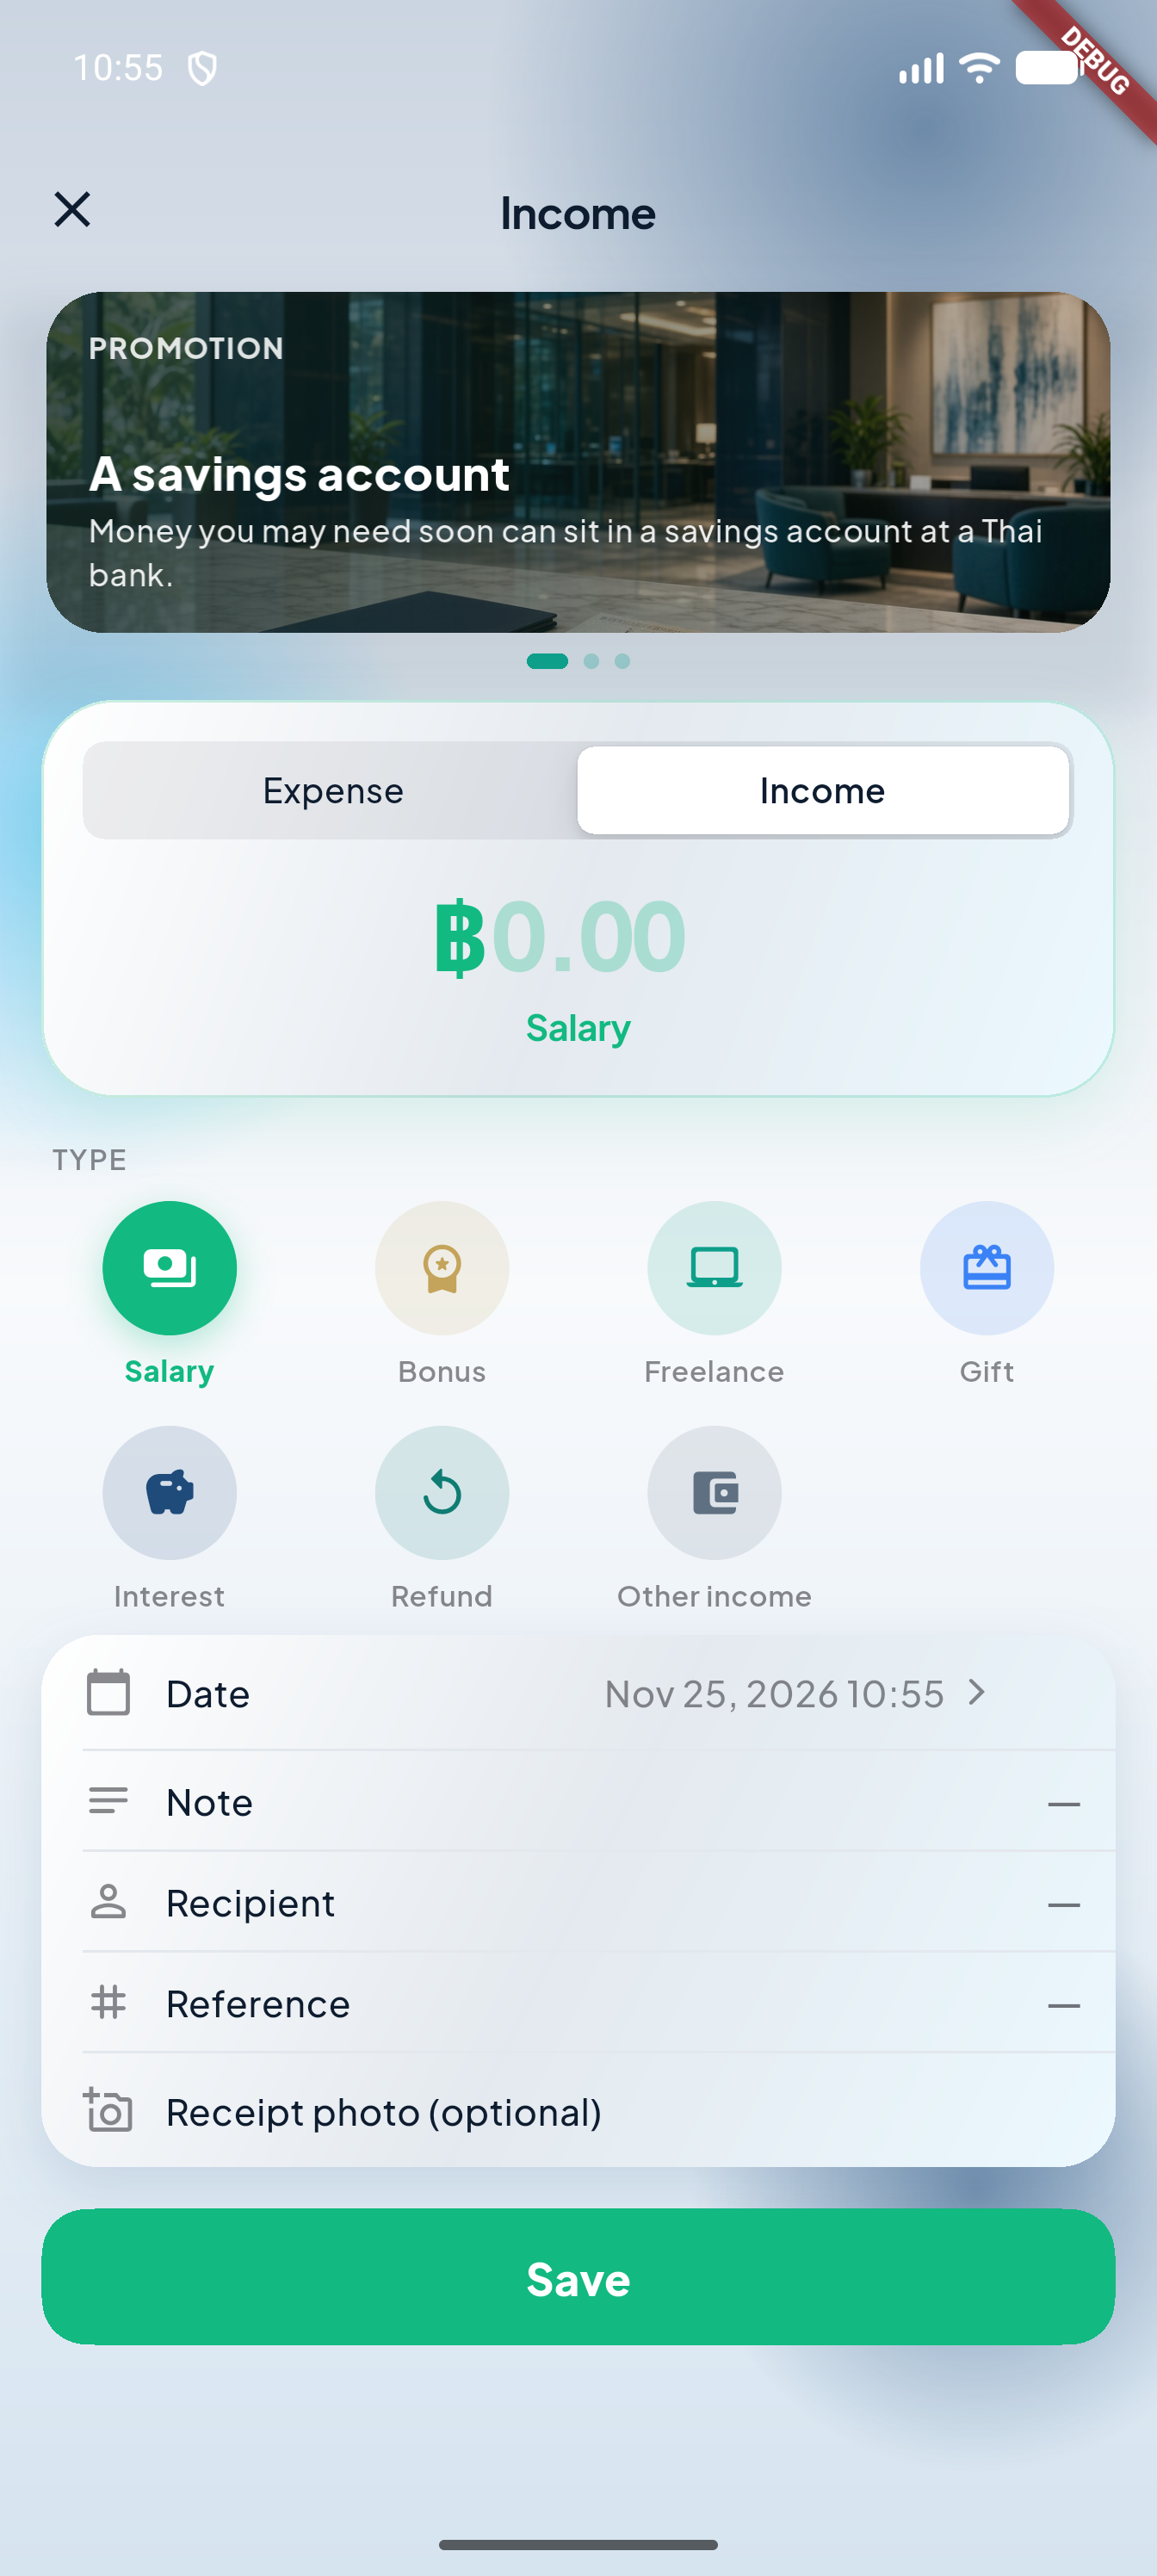 10:55
DEBUG
Income
PROMOTION
A savings account
Money you may need soon can sit in a savings account at a Thai
bank.
Expense
Income
฿0.00
Salary
TYPE
Salary
Bonus
Freelance
Gift
Interest
Refund
Other income
Date
Nov 25, 2026 10:55
Note
—
Recipient
—
Reference
—
Receipt photo (optional)
Save